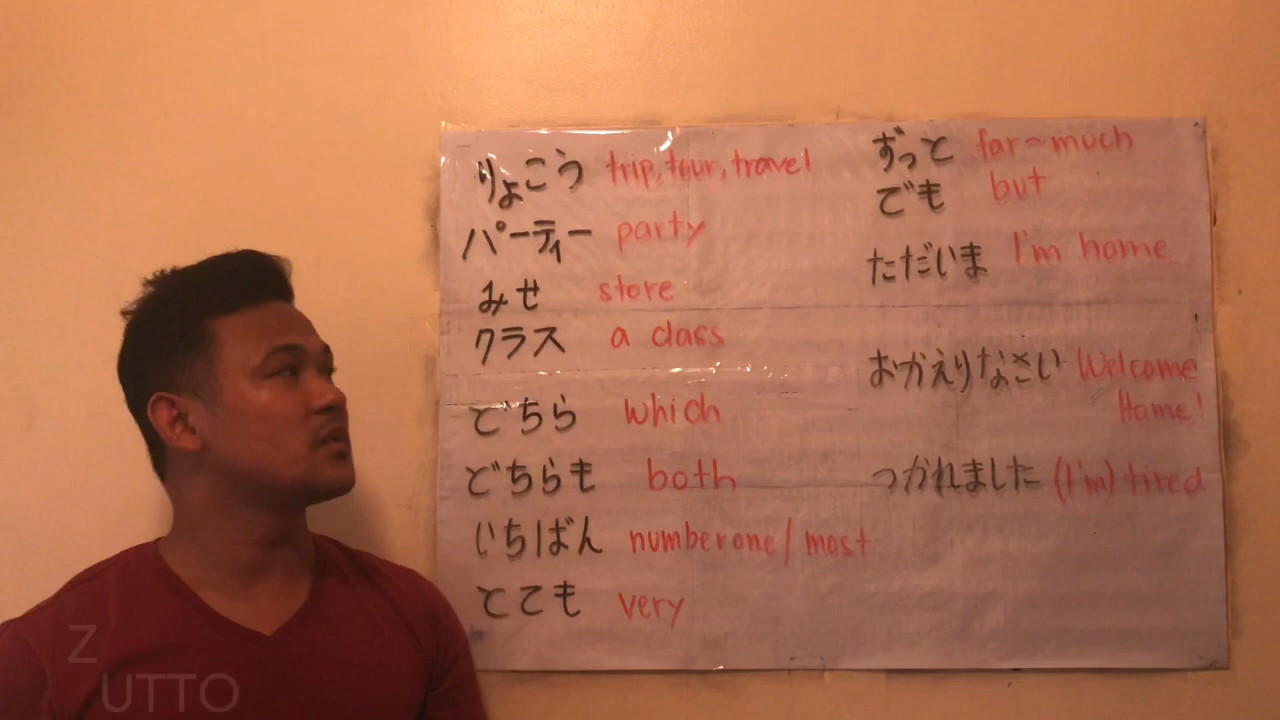 りょこう trip, tour, travel
パーティー party
みせ store
クラス a class
どちら which
どちらも both
いちばん number one / most
とても very
ずっと far~much
でも but
ただいま I'm home
おかえりなさい Welcome
Home!
つかれました (I'm) tired
Z
UTTO